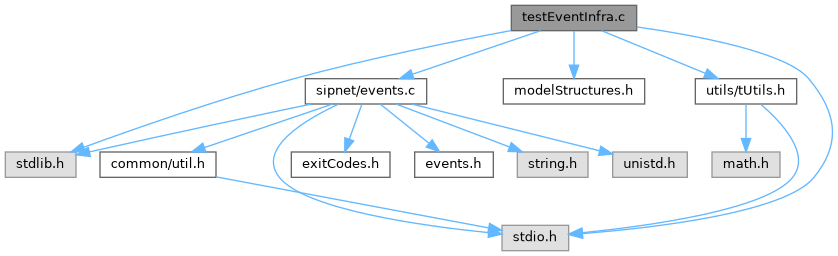 testEventInfra.c
sipnet/events.c
modelStructures.h
utils/tUtils.h
stdlib.h
common/util.h
exitCodes.h
events.h
string.h
unistd.h
math.h
stdio.h